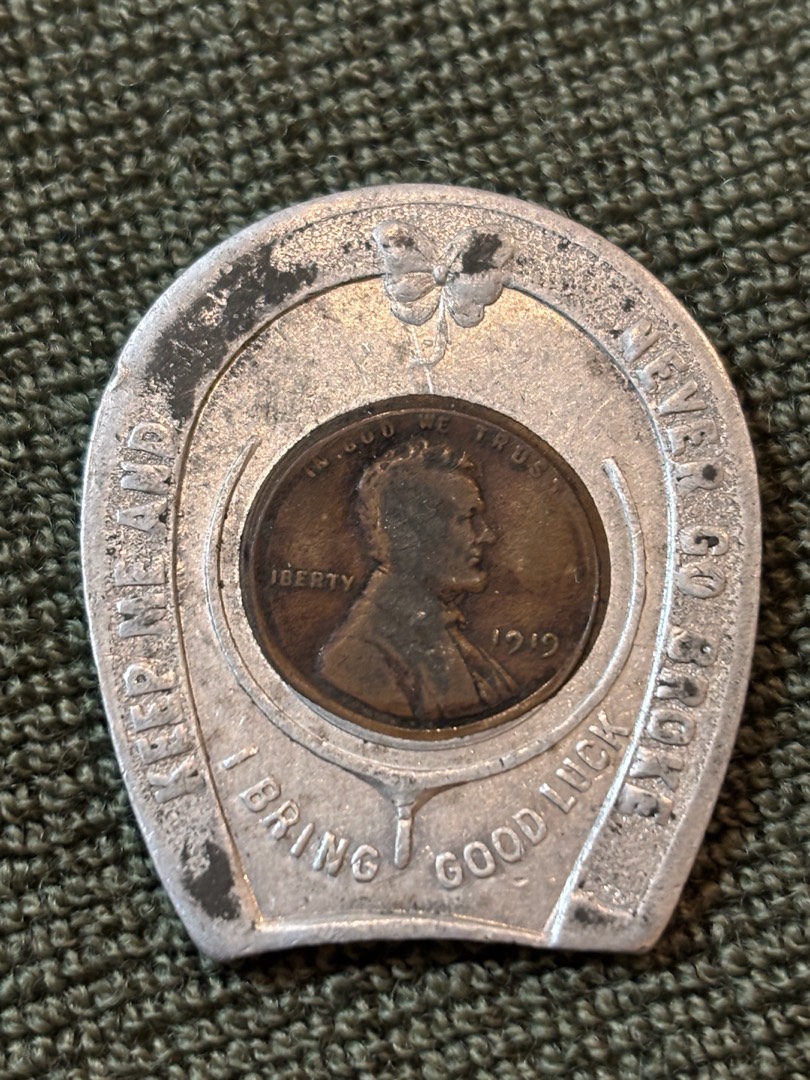 KEEP ME AND
NEVER GO BROKE
IN GOD WE TRUST
LIBERTY
1919
I BRING GOOD LUCK